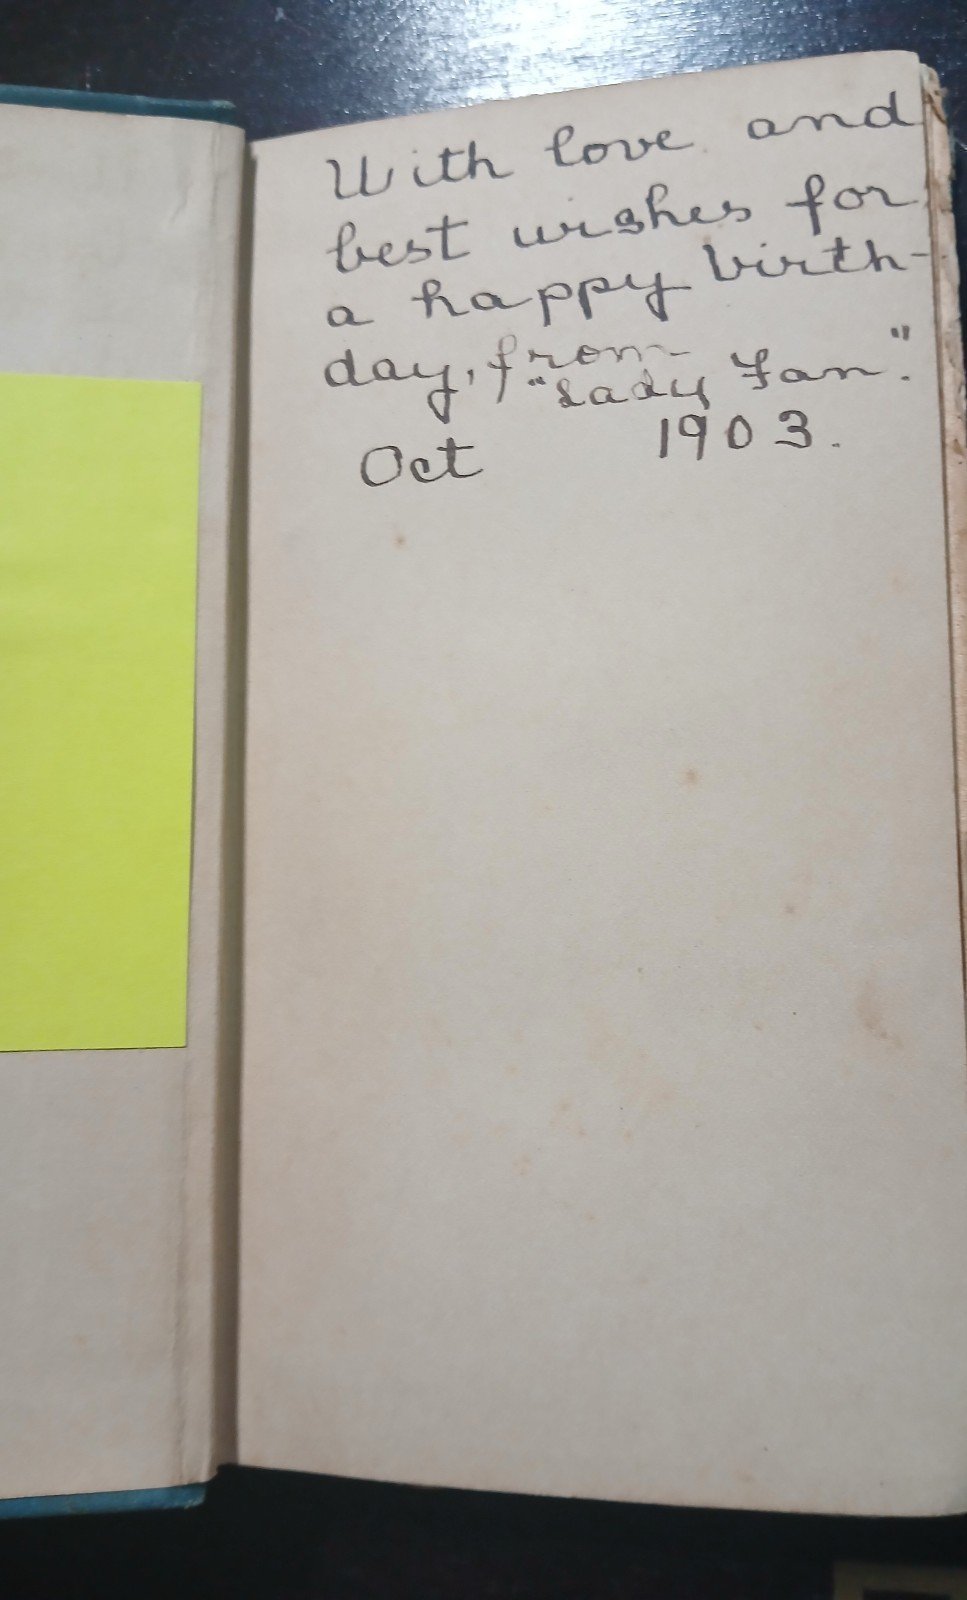 With love and
best wishes for
a happy birth-
day, from
"Lady Fan."
Oct 1903.